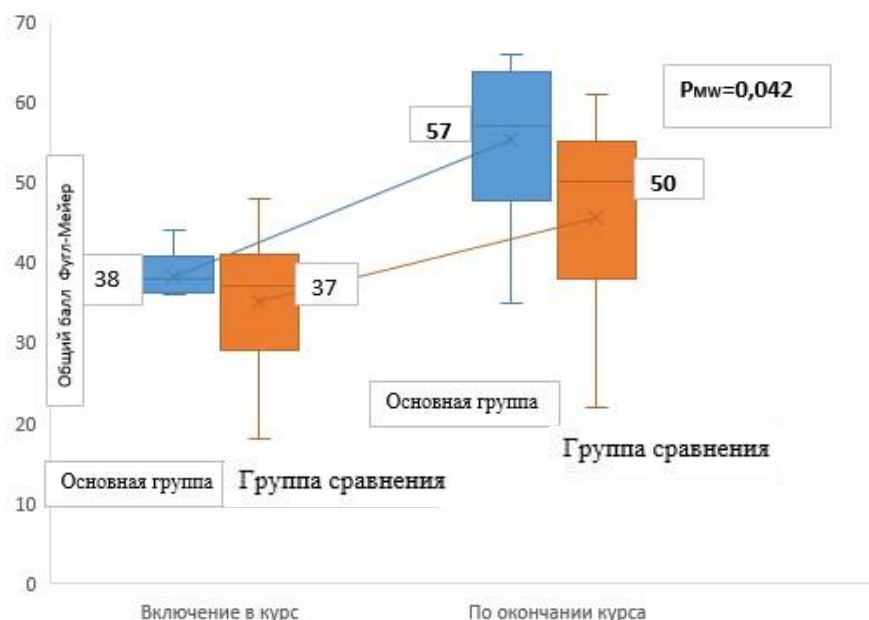 70
60
50
40
30
20
10
0
Общий балл Фугл-Мейер
PMW=0,042
57
50
38
37
Основная группа
Группа сравнения
Основная группа
Группа сравнения
Включение в курс
По окончании курса